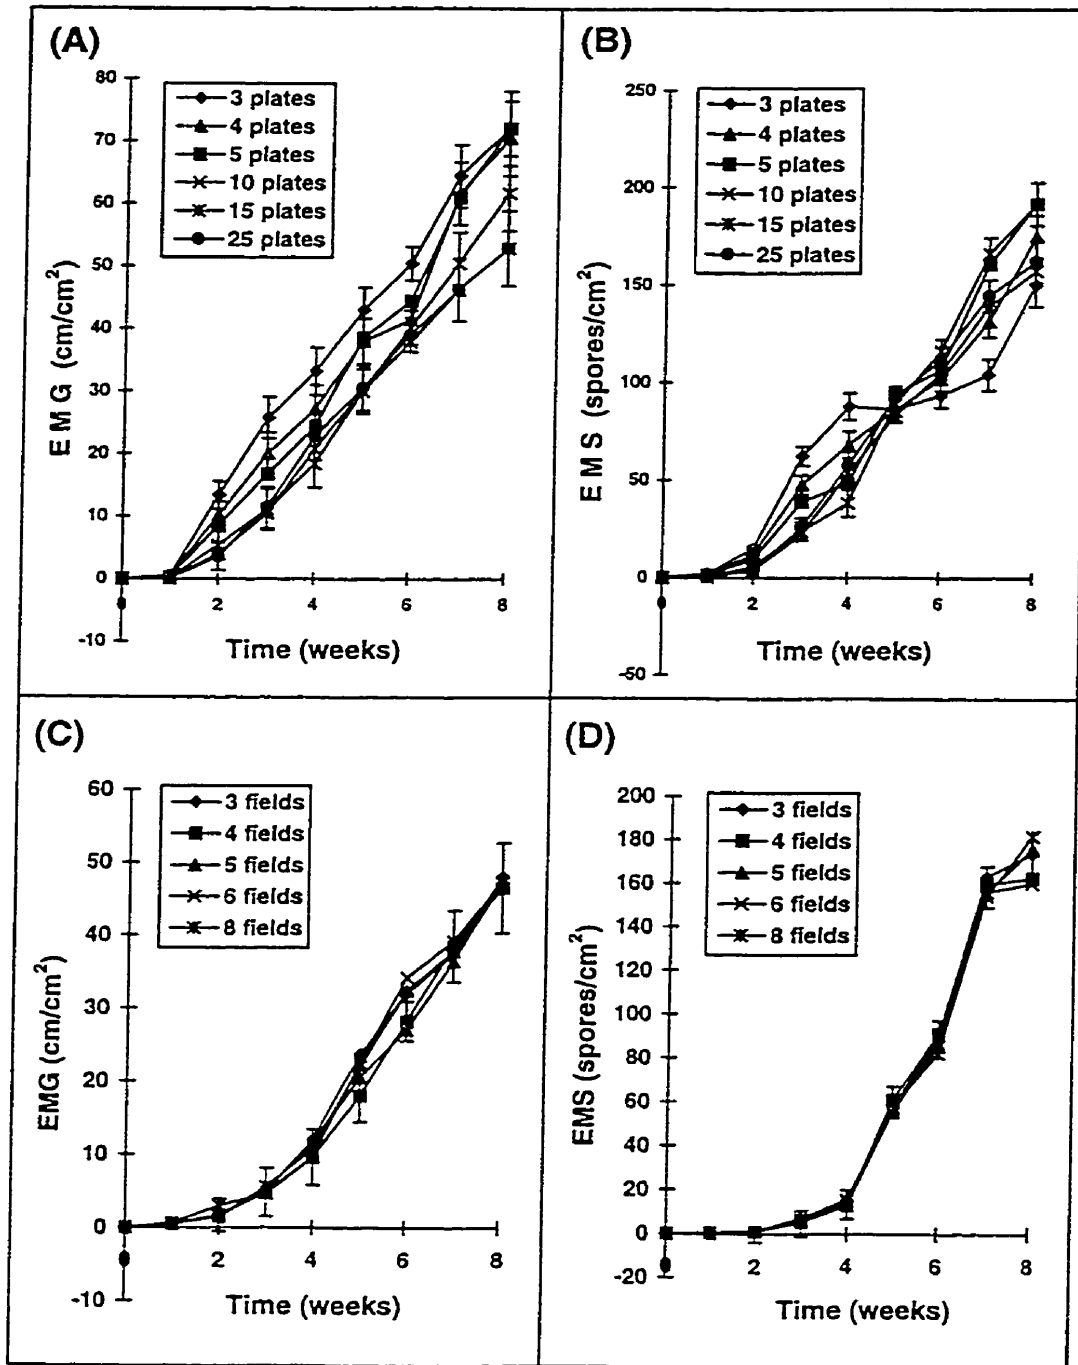 (A)
80
70
60
50
40
30
20
10
0
-10
3 plates
4 plates
5 plates
10 plates
15 plates
25 plates
EMG (cm/cm²)
0 2 4 6 8
Time (weeks)
(B)
250
200
150
100
50
0
-50
3 plates
4 plates
5 plates
10 plates
15 plates
25 plates
EMS (spores/cm²)
0 2 4 6 8
Time (weeks)
(C)
60
50
40
30
20
10
0
-10
3 fields
4 fields
5 fields
6 fields
8 fields
EMG (cm/cm²)
0 2 4 6 8
Time (weeks)
(D)
200
180
160
140
120
100
80
60
40
20
0
-20
3 fields
4 fields
5 fields
6 fields
8 fields
EMS (spores/cm²)
0 2 4 6 8
Time (weeks)